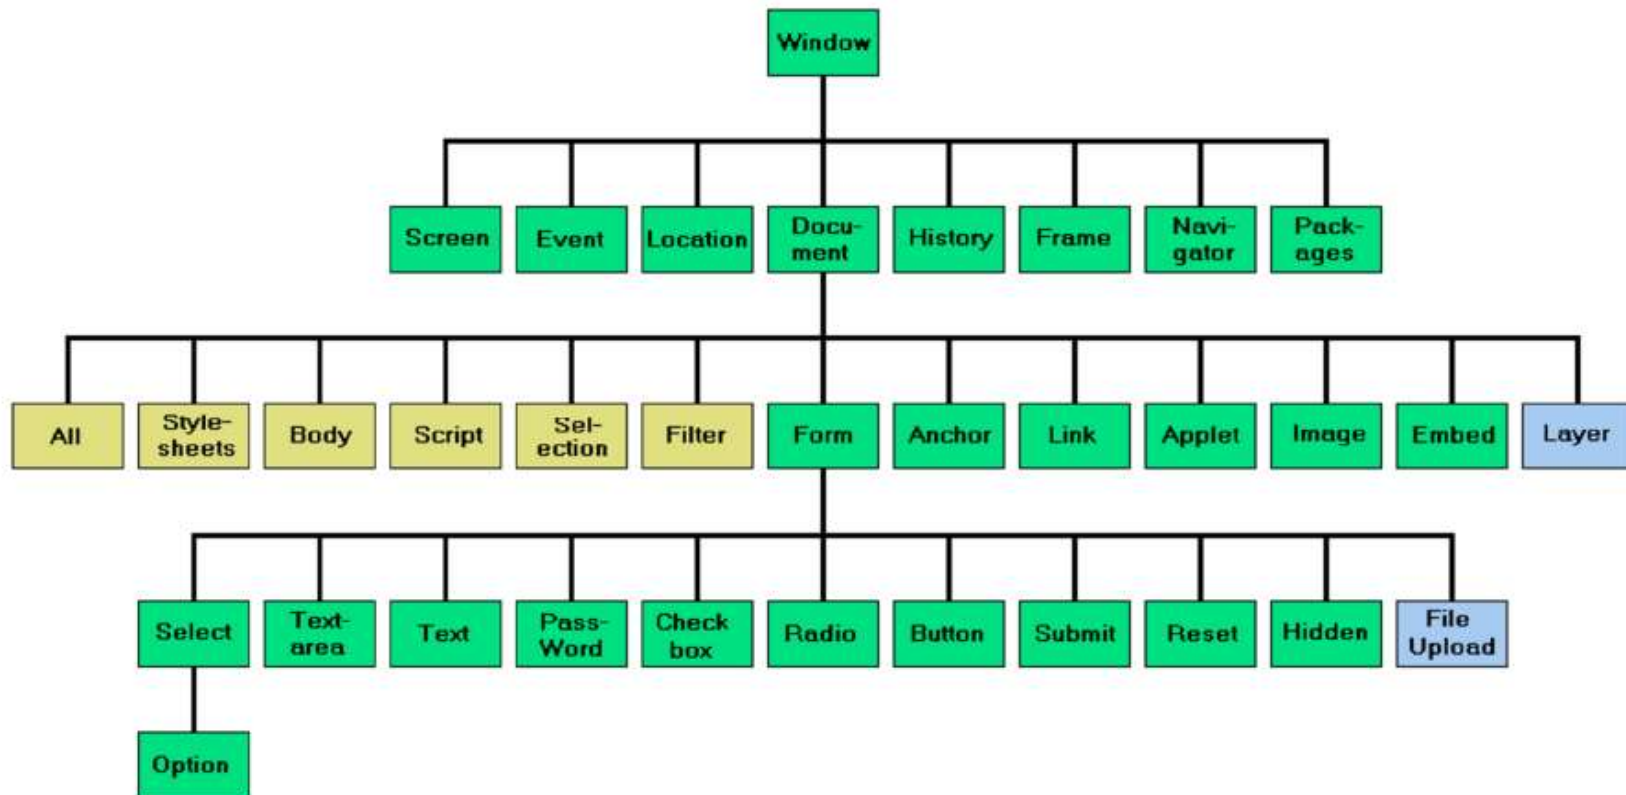 Window
Screen
Event
Location
Docu-
ment
History
Frame
Navi-
gator
Pack-
ages
All
Style-
sheets
Body
Script
Sel-
ection
Filter
Form
Anchor
Link
Applet
Image
Embed
Layer
Select
Text-
area
Text
Pass-
Word
Check
box
Radio
Button
Submit
Reset
Hidden
File
Upload
Option